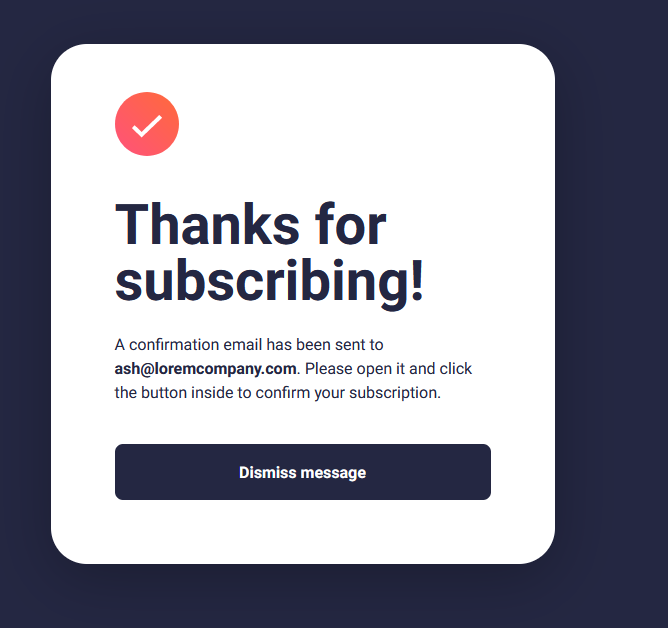 Thanks for
subscribing!
A confirmation email has been sent to
ash@loremcompany.com. Please open it and click
the button inside to confirm your subscription.
Dismiss message